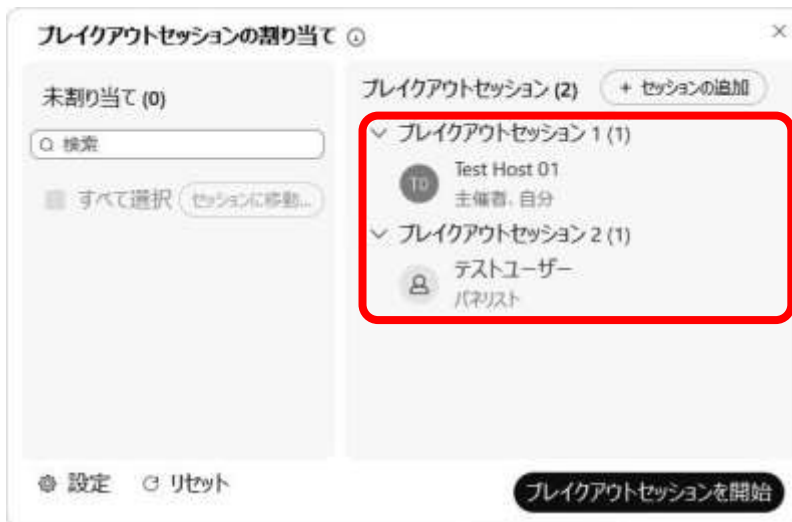 ブレイクアウトセッションの割り当て
未割り当て (0)
検索
すべて選択
セッションに移動...
ブレイクアウトセッション (2)
+ セッションの追加
ブレイクアウトセッション 1 (1)
TD
Test Host 01
主催者、自分
ブレイクアウトセッション 2 (1)
テストユーザー
パネリスト
設定
リセット
ブレイクアウトセッションを開始